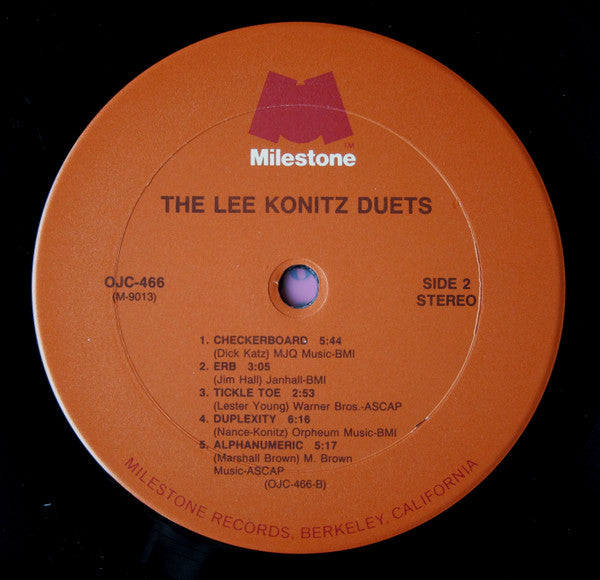 TM
Milestone
THE LEE KONITZ DUETS
OJC-466
(M-9013)
SIDE 2
STEREO
1. CHECKERBOARD 5:44
(Dick Katz) MJQ Music-BMI
2. ERB 3:05
(Jim Hall) Janhall-BMI
3. TICKLE TOE 2:53
(Lester Young) Warner Bros.-ASCAP
4. DUPLEXITY 6:16
(Nance-Konitz) Orpheum Music-BMI
5. ALPHANUMERIC 5:17
(Marshall Brown) M. Brown
Music-ASCAP
(OJC-466-B)
MILESTONE RECORDS, BERKELEY, CALIFORNIA